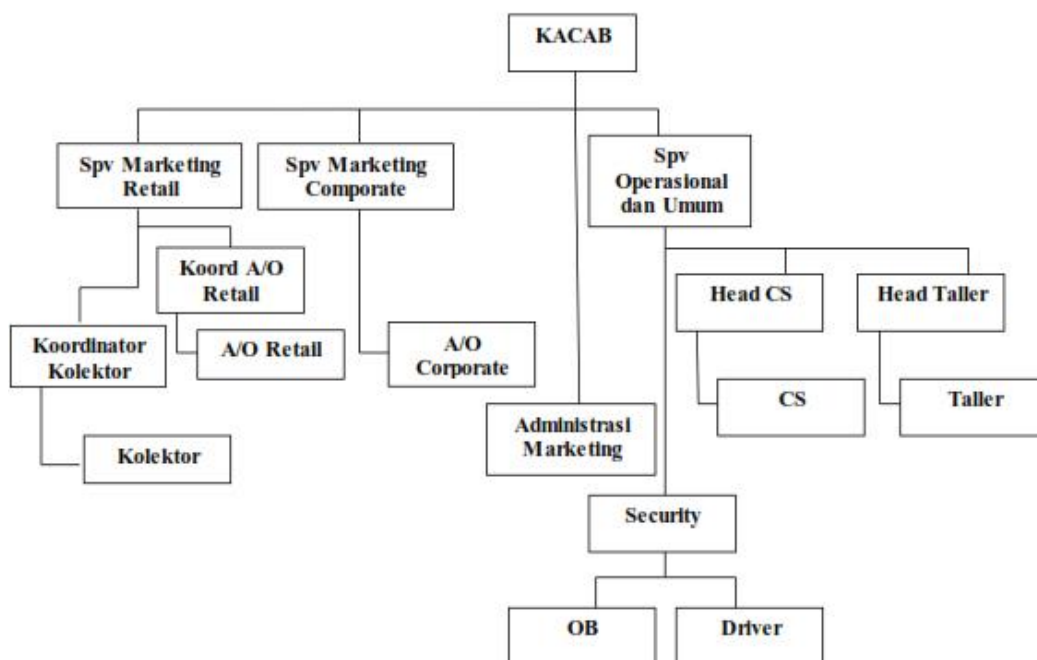 KACAB
Spv Marketing
Retail
Spv Marketing
Comporate
Spv
Operasional
dan Umum
Koord A/O
Retail
Head CS
Head Taller
Koordinator
Kolektor
A/O Retail
A/O
Corporate
CS
Taller
Administrasi
Marketing
Kolektor
Security
OB
Driver